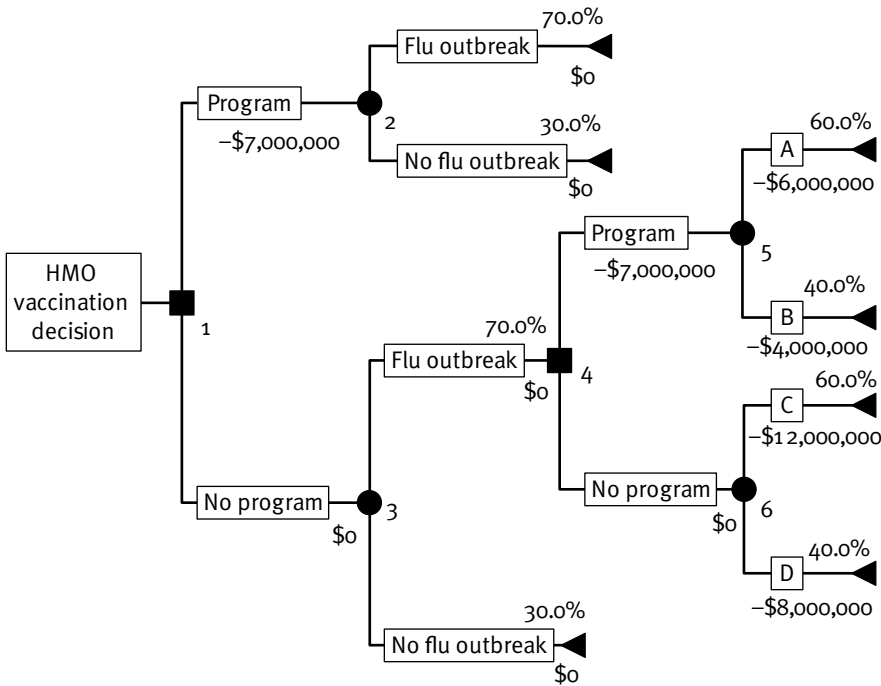 70.0%
Flu outbreak
$0
Program
2
–$7,000,000
30.0%
No flu outbreak
$0
60.0%
A
–$6,000,000
Program
5
–$7,000,000
HMO
vaccination
decision
1
40.0%
B
–$4,000,000
70.0%
Flu outbreak
4
$0
60.0%
C
–$12,000,000
No program
3
$0
No program
6
$0
40.0%
D
–$8,000,000
30.0%
No flu outbreak
$0